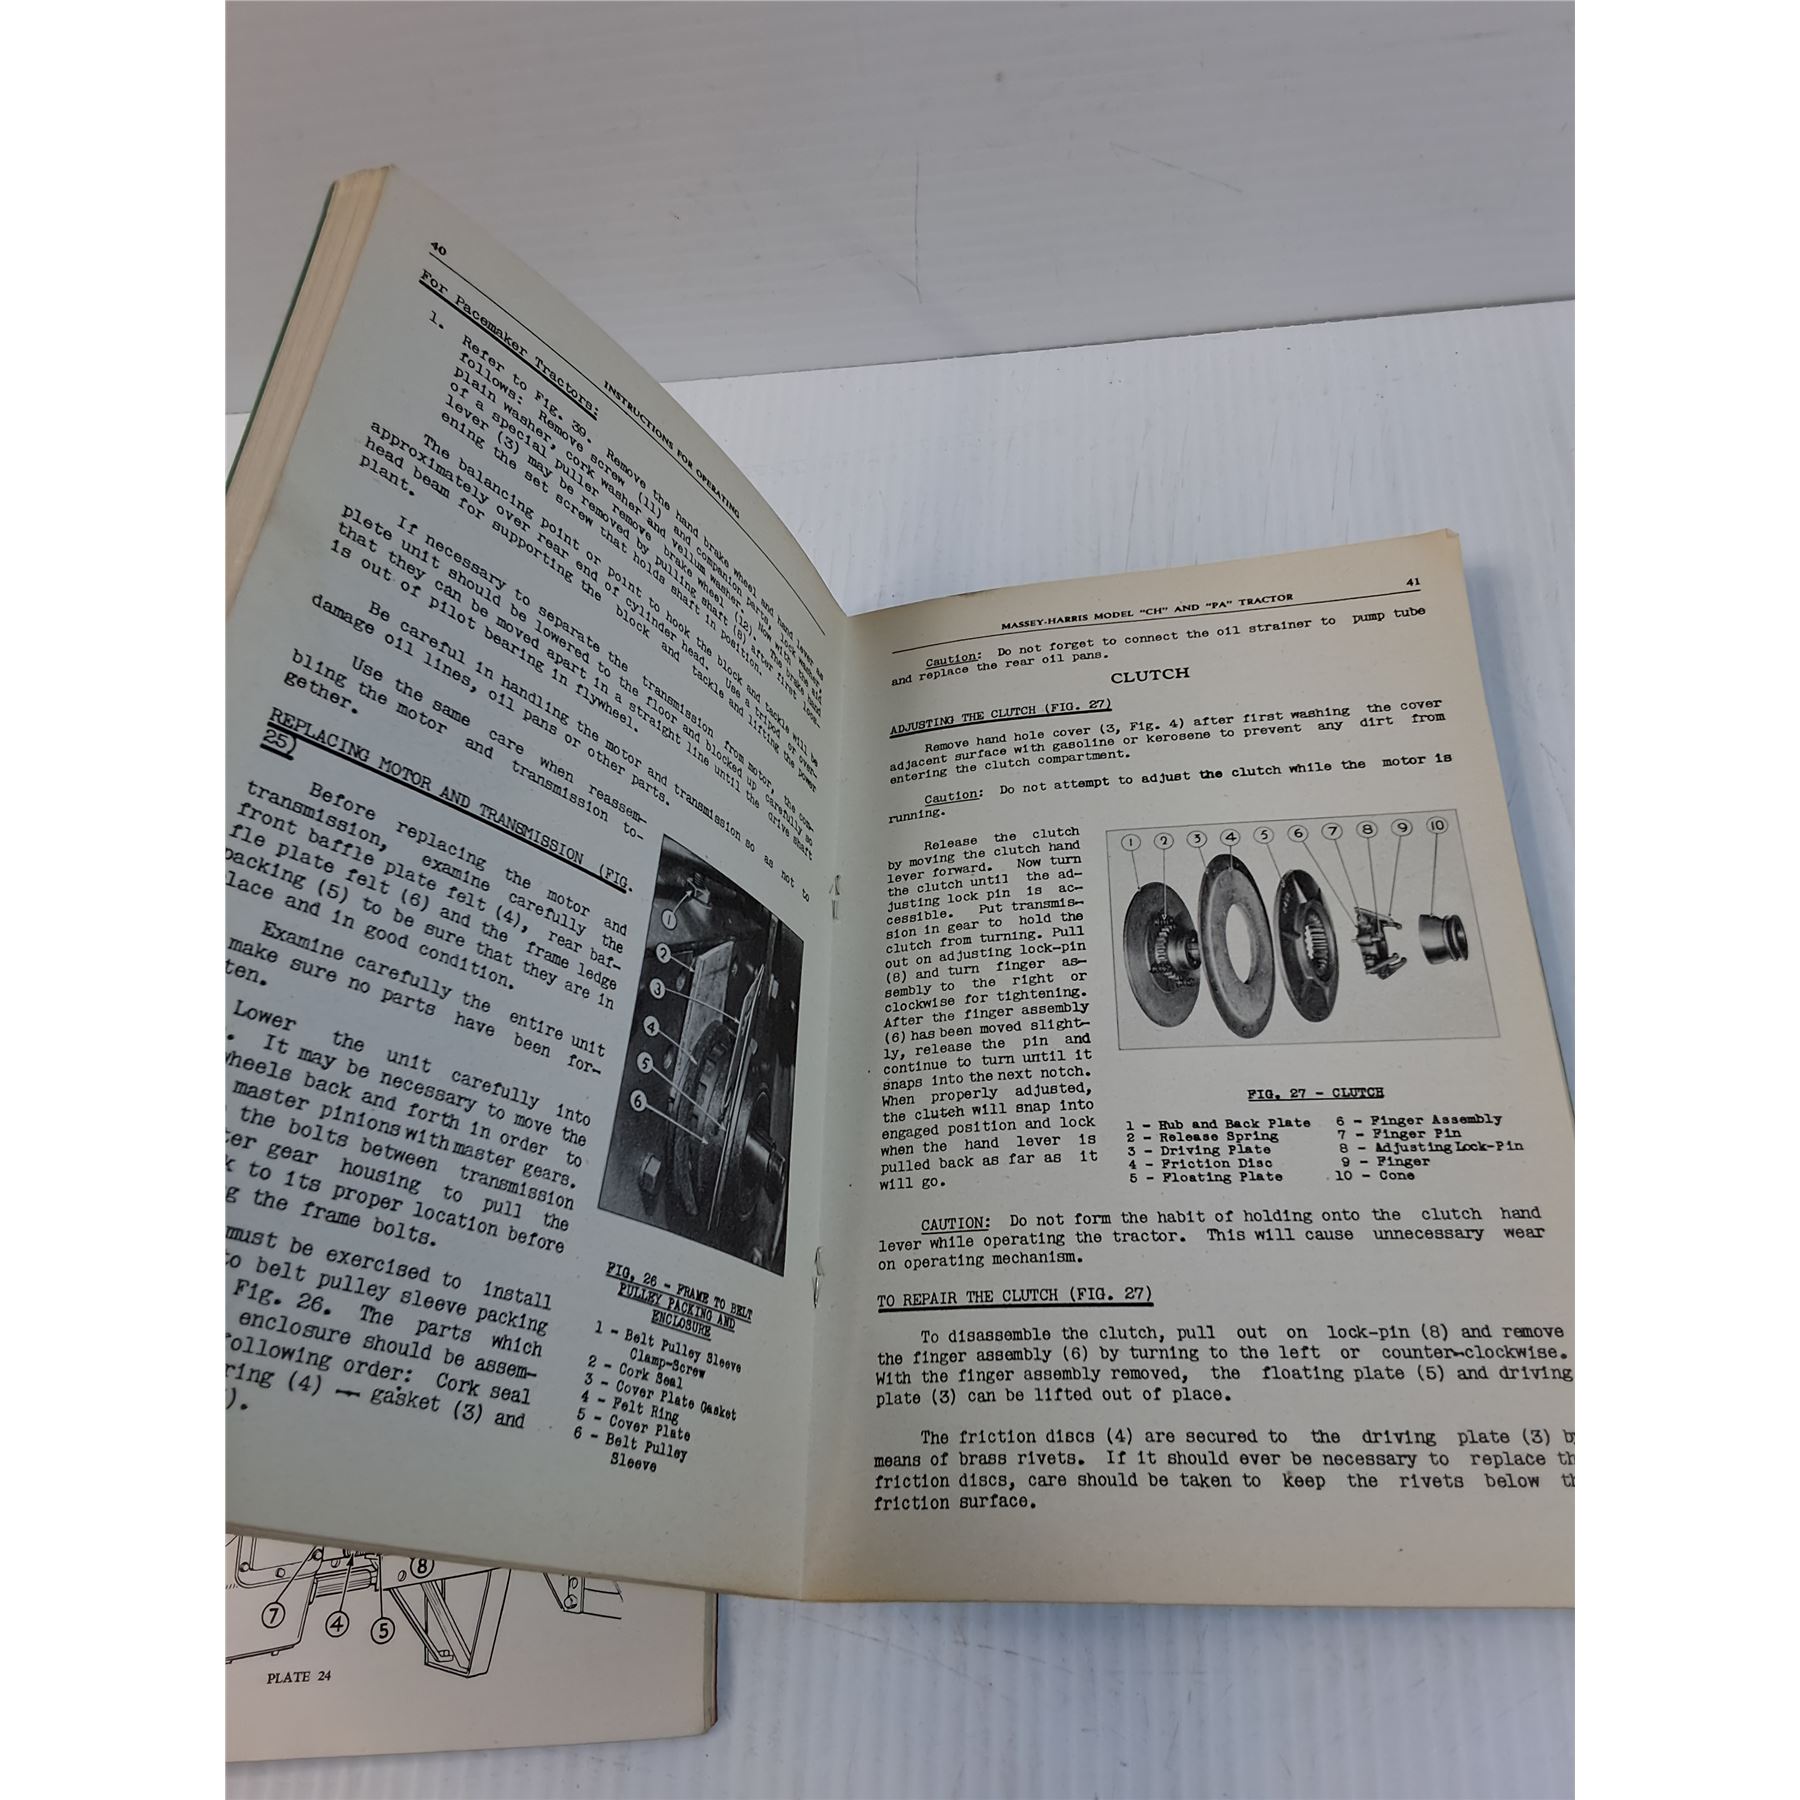 40
INSTRUCTIONS FOR OPERATING
For Pacemaker Tractors:
1. Refer to Fig. 39. Remove the hand brake wheel and hand lever as
follows: Remove screw (11) and companion parts, lock washer,
plain washer, cork washer and vellum washer. Now with the aid
of a special puller remove brake wheel (12). The brake hand
lever (3) may be removed by pulling shaft (8) after first loos-
ening the set screw that holds shaft in position.
The balancing point or point to hook the block and tackle will be
approximately over rear end of cylinder head. Use a tripod or over-
head beam for supporting the block and tackle and lifting the power
plant.
If necessary to separate the transmission from motor, the com-
plete unit should be lowered to the floor and blocked up carefully so
that they can be moved apart in a straight line until the drive shaft
is out of pilot bearing in flywheel.
Be careful in handling the motor and transmission so as not to
damage oil lines, oil pans or other parts.
Use the same care when reassem-
bling the motor and transmission to-
gether.
REPLACING MOTOR AND TRANSMISSION (FIG.
25)
Before replacing the motor and
transmission, examine carefully the
front baffle plate felt (4), rear baf-
fle plate felt (6) and the frame ledge
packing (5) to be sure that they are in
lace and in good condition.
Examine carefully the entire unit
make sure no parts have been for-
ten.
Lower the unit carefully into
. It may be necessary to move the
wheels back and forth in order to
master pinions with master gears.
the bolts between transmission
ter gear housing to pull the
k to its proper location before
g the frame bolts.
must be exercised to install
to belt pulley sleeve packing
Fig. 26. The parts which
enclosure should be assem-
following order: Cork seal
ring (4) — gasket (3) and
).
1
2
3
4
5
6
FIG. 26 - FRAME TO BELT
PULLEY PACKING AND
ENCLOSURE
1 - Belt Pulley Sleeve
Clamp-Screw
2 - Cork Seal
3 - Cover Plate Gasket
4 - Felt Ring
5 - Cover Plate
6 - Belt Pulley
Sleeve
41
MASSEY-HARRIS MODEL "CH" AND "PA" TRACTOR
Caution: Do not forget to connect the oil strainer to pump tube
and replace the rear oil pans.
CLUTCH
ADJUSTING THE CLUTCH (FIG. 27)
Remove hand hole cover (3, Fig. 4) after first washing the cover
adjacent surface with gasoline or kerosene to prevent any dirt from
entering the clutch compartment.
Caution: Do not attempt to adjust the clutch while the motor is
running.
Release the clutch
by moving the clutch hand
lever forward. Now turn
the clutch until the ad-
justing lock pin is ac-
cessible. Put transmis-
sion in gear to hold the
clutch from turning. Pull
out on adjusting lock-pin
(8) and turn finger as-
sembly to the right or
clockwise for tightening.
After the finger assembly
(6) has been moved slight-
ly, release the pin and
continue to turn until it
snaps into the next notch.
When properly adjusted,
the clutch will snap into
engaged position and lock
when the hand lever is
pulled back as far as it
will go.
1 2 3 4 5 6 7 8 9 10
FIG. 27 - CLUTCH
1 - Hub and Back Plate
2 - Release Spring
3 - Driving Plate
4 - Friction Disc
5 - Floating Plate
6 - Finger Assembly
7 - Finger Pin
8 - Adjusting Lock-Pin
9 - Finger
10 - Cone
CAUTION: Do not form the habit of holding onto the clutch hand
lever while operating the tractor. This will cause unnecessary wear
on operating mechanism.
TO REPAIR THE CLUTCH (FIG. 27)
To disassemble the clutch, pull out on lock-pin (8) and remove
the finger assembly (6) by turning to the left or counter-clockwise.
With the finger assembly removed, the floating plate (5) and driving
plate (3) can be lifted out of place.
The friction discs (4) are secured to the driving plate (3) b
means of brass rivets. If it should ever be necessary to replace th
friction discs, care should be taken to keep the rivets below th
friction surface.
8
7
4
5
PLATE 24